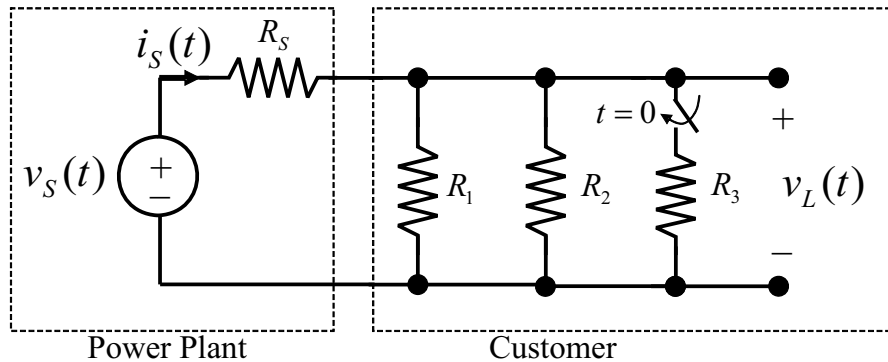 i_S(t)
R_S
t = 0
+
v_S(t)
+
−
R_1
R_2
R_3
v_L(t)
−
Power Plant
Customer